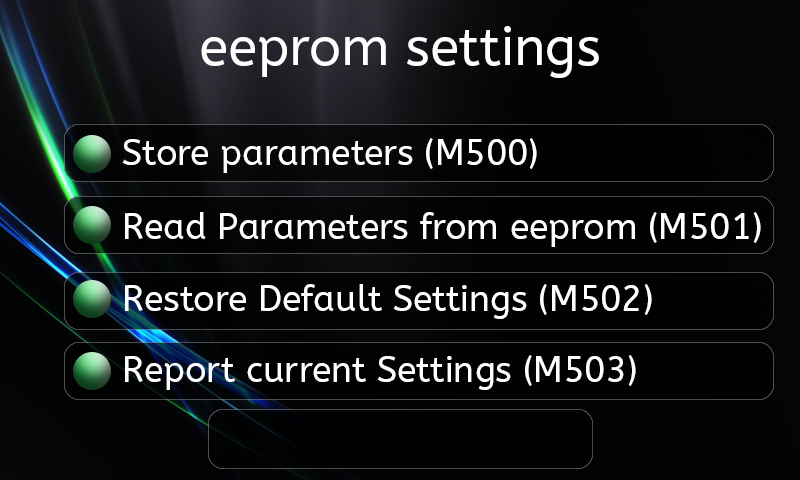 eeprom settings
Store parameters (M500)
Read Parameters from eeprom (M501)
Restore Default Settings (M502)
Report current Settings (M503)